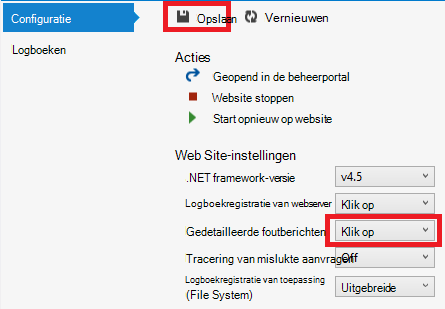 Configuratie
Opslaan
Vernieuwen
Logboeken
Acties
Geopend in de beheerportal
Website stoppen
Start opnieuw op website
Web Site-instellingen
.NET framework-versie v4.5
Logboekregistratie van webserver Klik op
Gedetailleerde foutberichten Klik op
Tracering van mislukte aanvragen Off
Logboekregistratie van toepassing
(File System) Uitgebreide